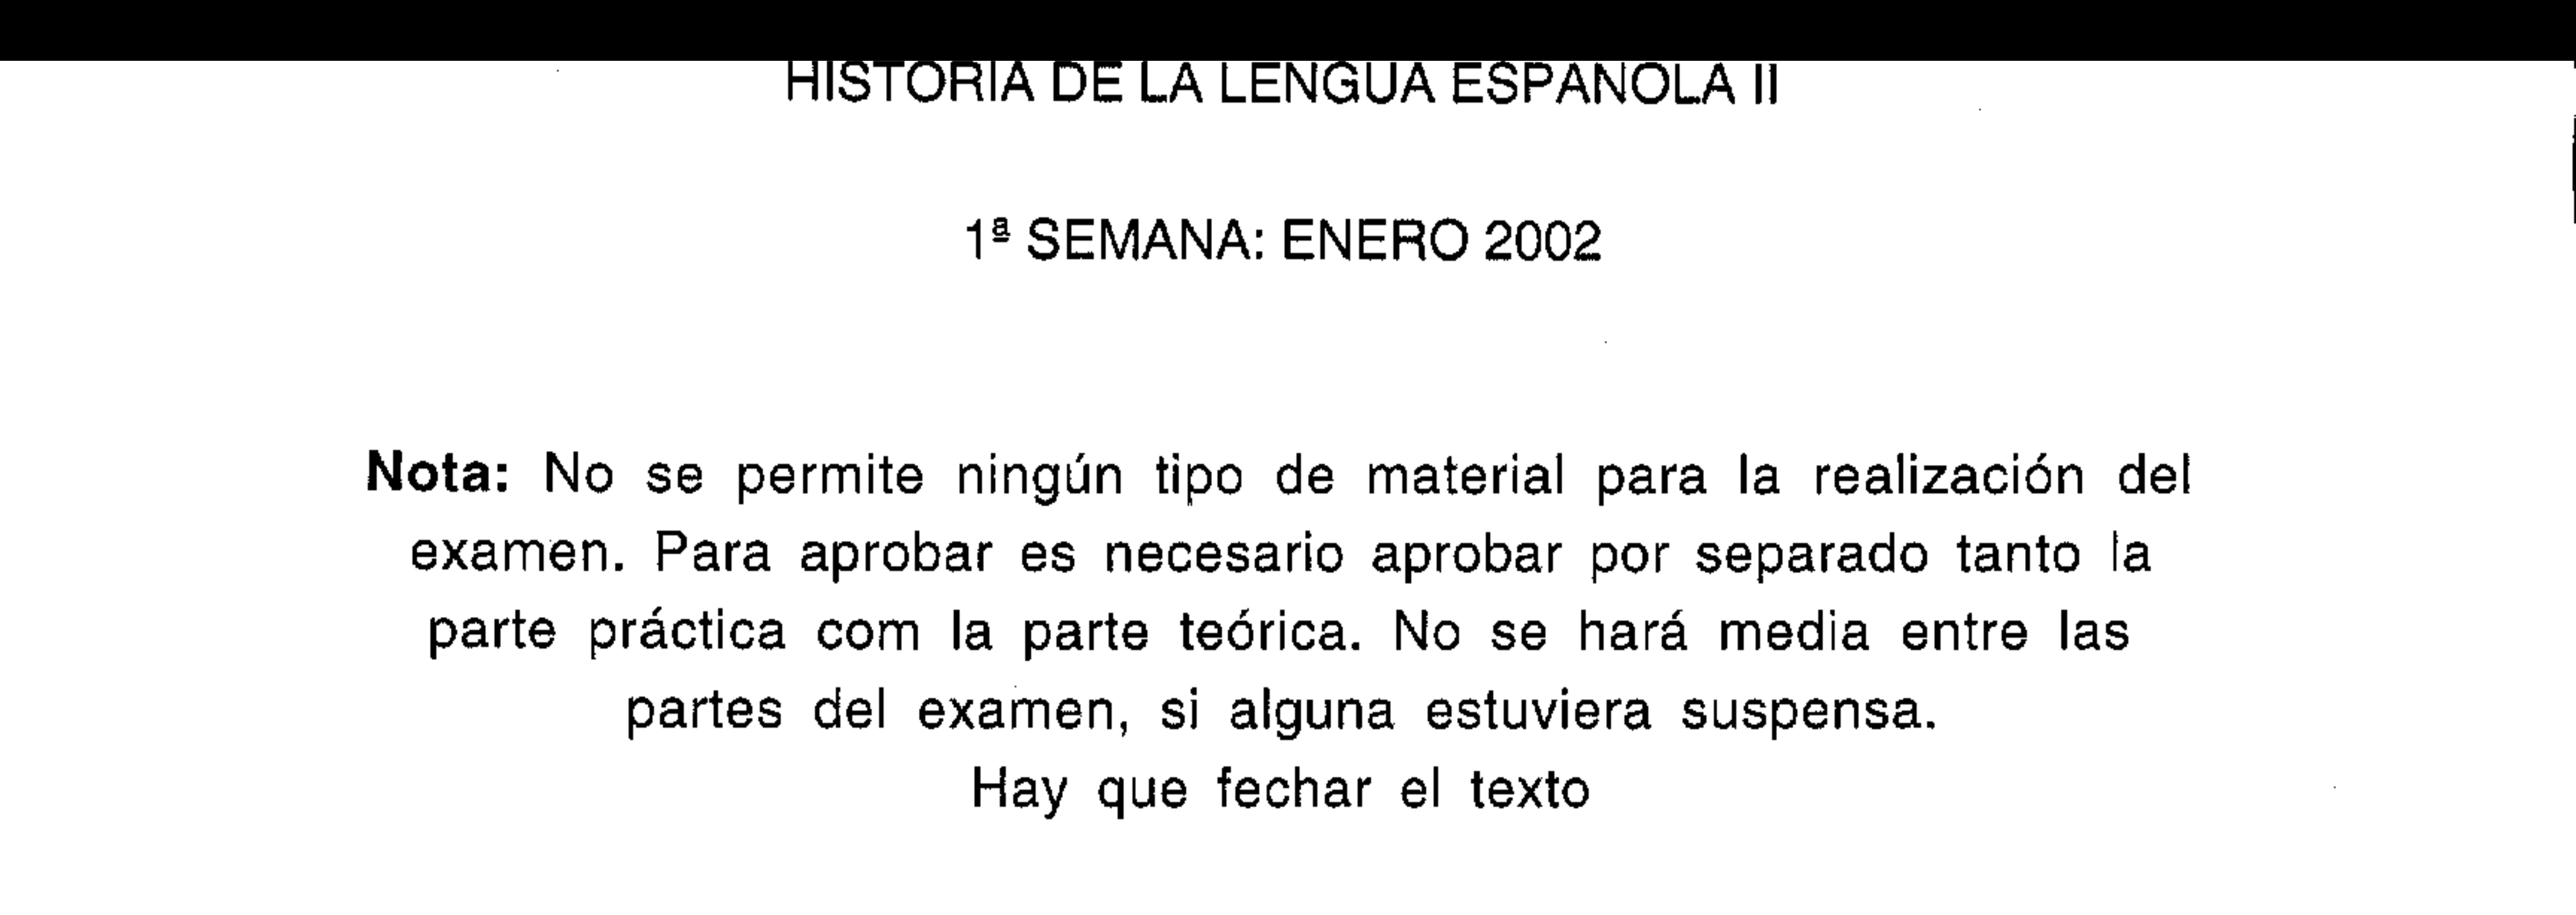 HISTORIA DE LA LENGUA ESPAÑOLA II
1ª SEMANA: ENERO 2002
Nota: No se permite ningún tipo de material para la realización del
examen. Para aprobar es necesario aprobar por separado tanto la
parte práctica com la parte teórica. No se hará media entre las
partes del examen, si alguna estuviera suspensa.
Hay que fechar el texto